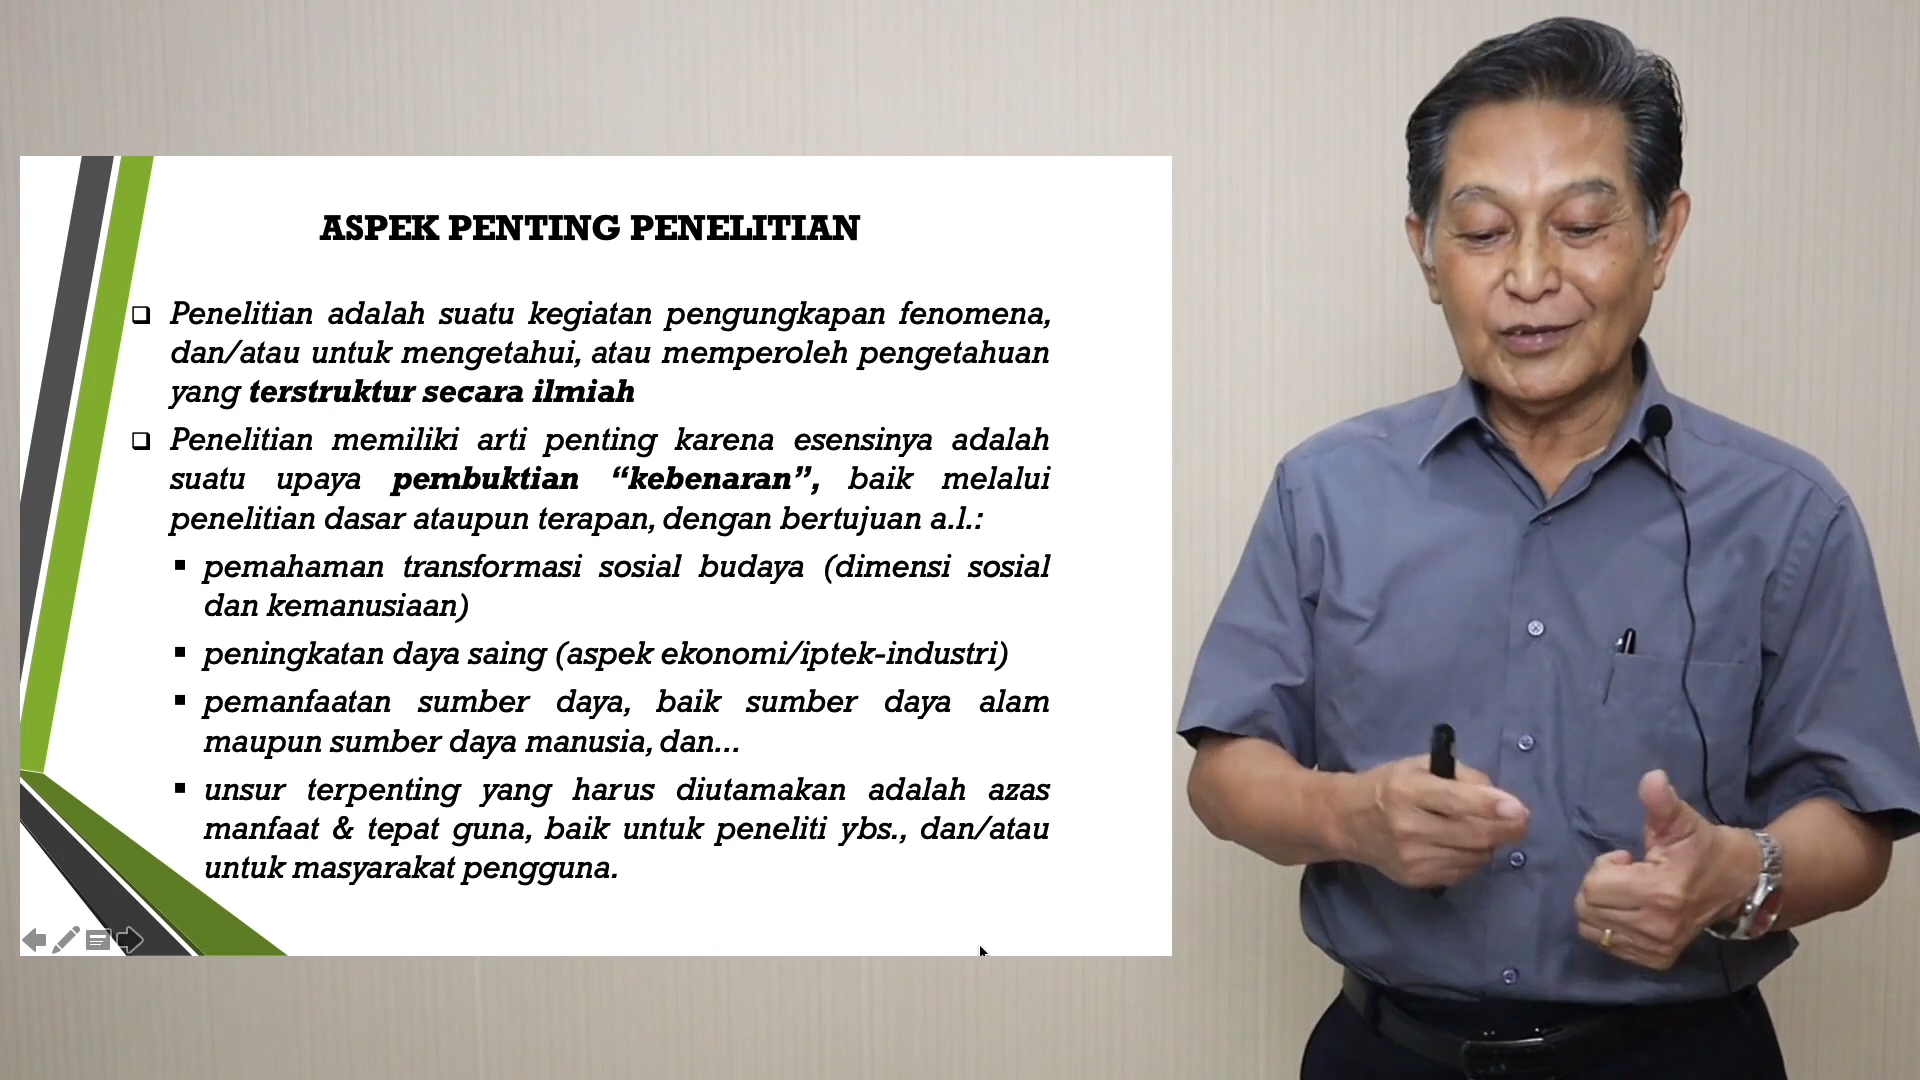 ASPEK PENTING PENELITIAN
Penelitian adalah suatu kegiatan pengungkapan fenomena,
dan/atau untuk mengetahui, atau memperoleh pengetahuan
yang terstruktur secara ilmiah
Penelitian memiliki arti penting karena esensinya adalah
suatu upaya pembuktian “kebenaran”, baik melalui
penelitian dasar ataupun terapan, dengan bertujuan a.l.:
pemahaman transformasi sosial budaya (dimensi sosial
dan kemanusiaan)
peningkatan daya saing (aspek ekonomi/iptek-industri)
pemanfaatan sumber daya, baik sumber daya alam
maupun sumber daya manusia, dan...
unsur terpenting yang harus diutamakan adalah azas
manfaat & tepat guna, baik untuk peneliti ybs., dan/atau
untuk masyarakat pengguna.